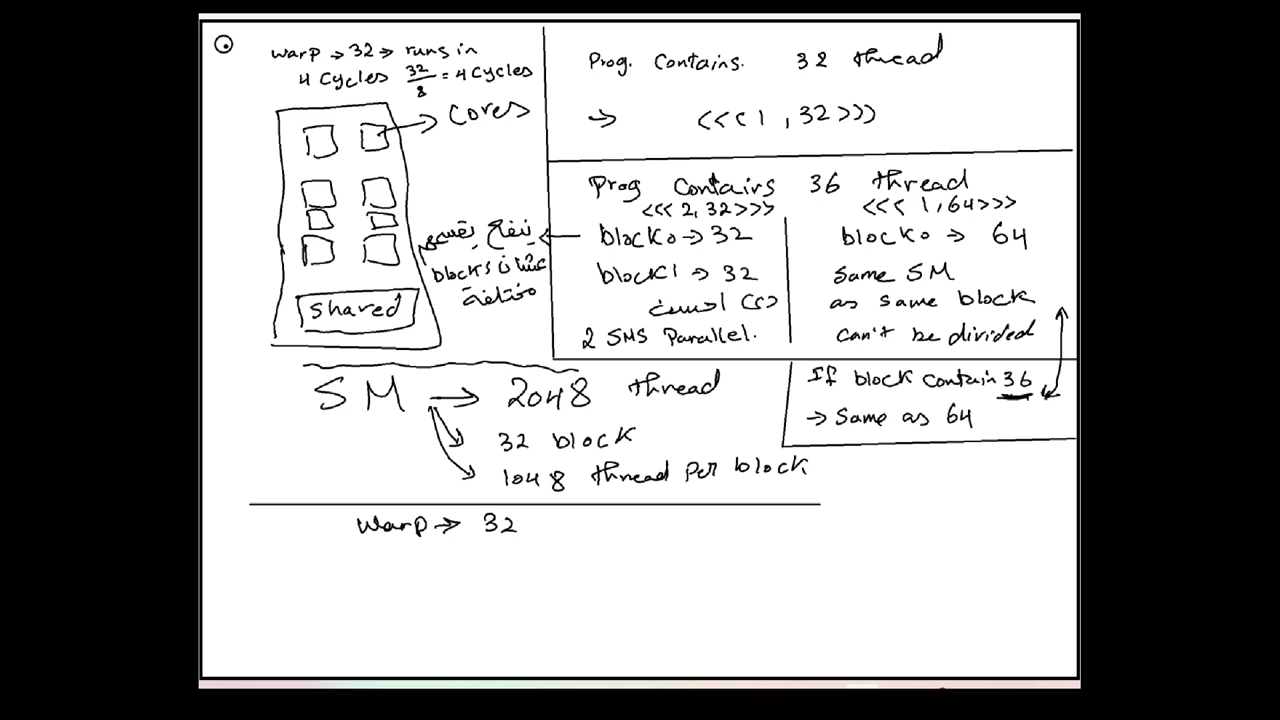 warp → 32 → runs in
4 cycles 32/8 = 4 cycles
Cores
shared
ينفع يقسم
عشان blocks
مختلفة
Prog. Contains. 32 thread
→ <<<1, 32>>>
Prog Contains 36 thread
<<<2, 32>>>
block0 → 32
block1 → 32
احسن
2 SMS Parallel.
<<<1, 64>>>
block0 → 64
same SM
as same block
can't be divided
If block contain 36
→ Same as 64
SM → 2048 thread
32 block
1048 thread per block
warp → 32